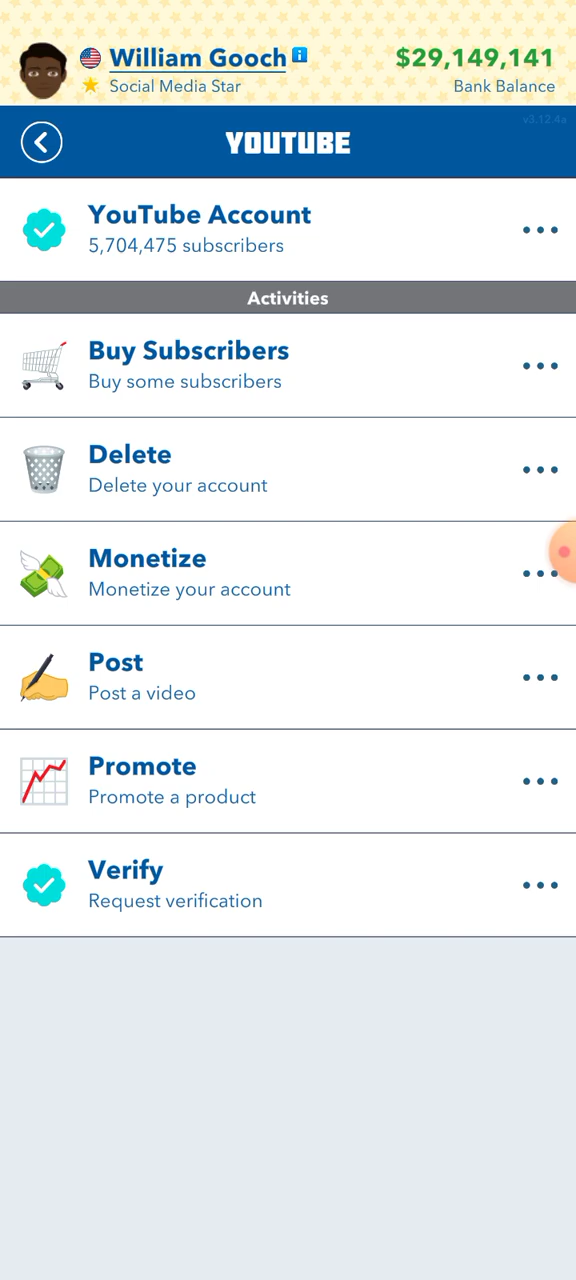 William Gooch
$29,149,141
Social Media Star
Bank Balance
v3.12.4a
YOUTUBE
YouTube Account
5,704,475 subscribers
Activities
Buy Subscribers
Buy some subscribers
Delete
Delete your account
Monetize
Monetize your account
Post
Post a video
Promote
Promote a product
Verify
Request verification